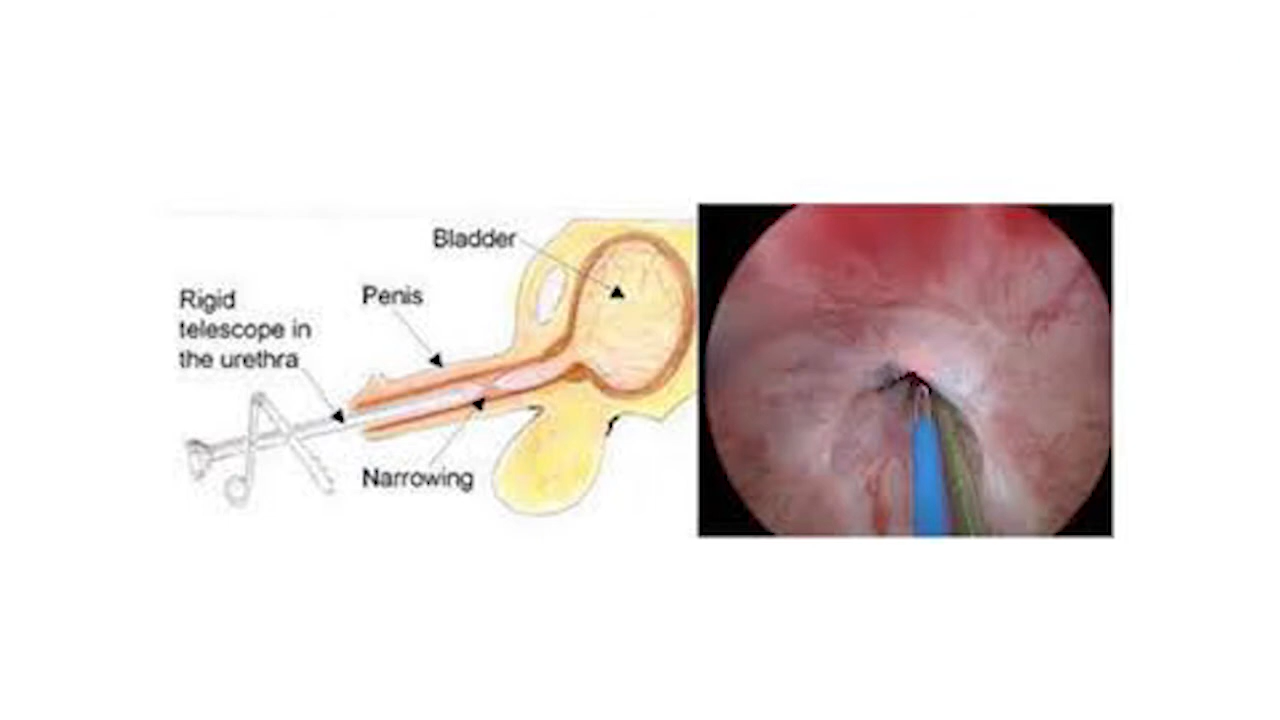 Bladder
Rigid
telescope in
the urethra
Penis
Narrowing